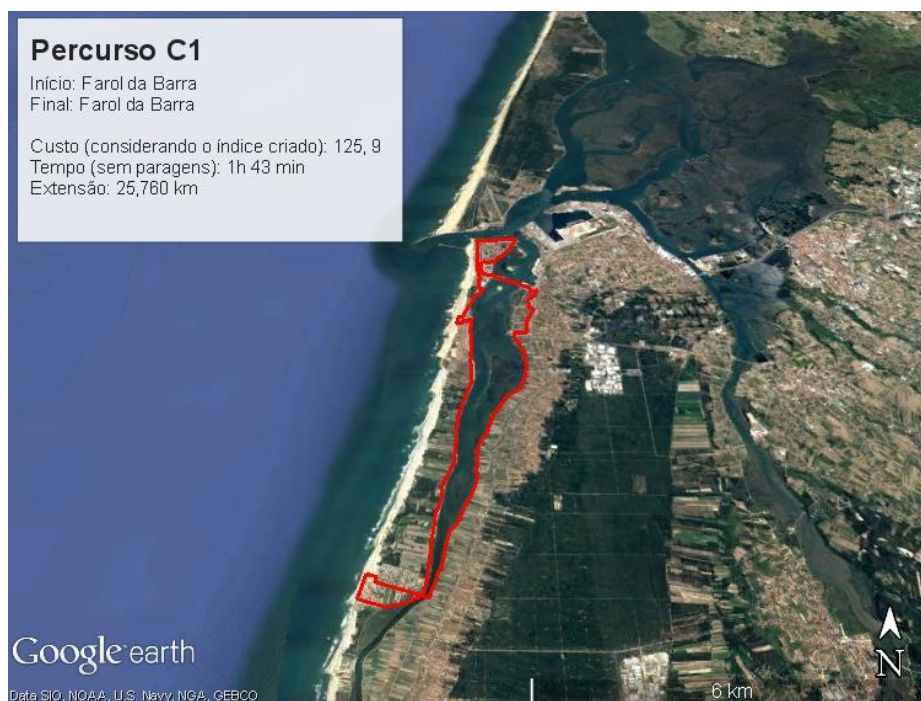 Percurso C1
Início: Farol da Barra
Final: Farol da Barra
Custo (considerando o índice criado): 125, 9
Tempo (sem paragens): 1h 43 min
Extensão: 25,760 km
Google earth
Data SIO, NOAA, U.S. Navy, NGA, GEBCO
6 km
N